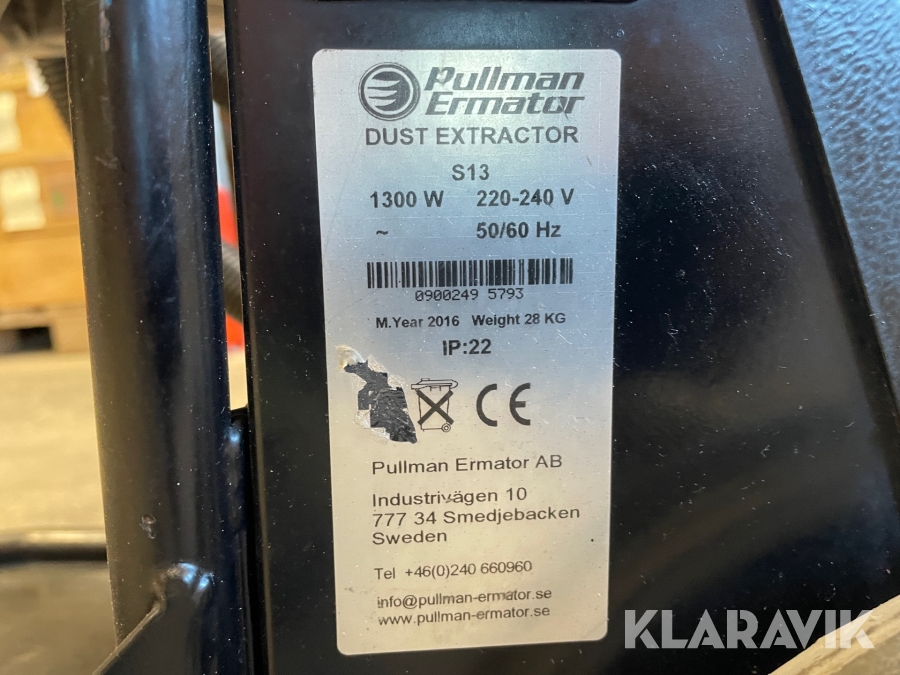 Pullman
Ermator
DUST EXTRACTOR
S13
1300 W 220-240 V
~ 50/60 Hz
0900249 5793
M.Year 2016 Weight 28 KG
IP:22
CE
Pullman Ermator AB
Industrivägen 10
777 34 Smedjebacken
Sweden
Tel +46(0)240 660960
info@pullman-ermator.se
www.pullman-ermator.se
KLARAVIK